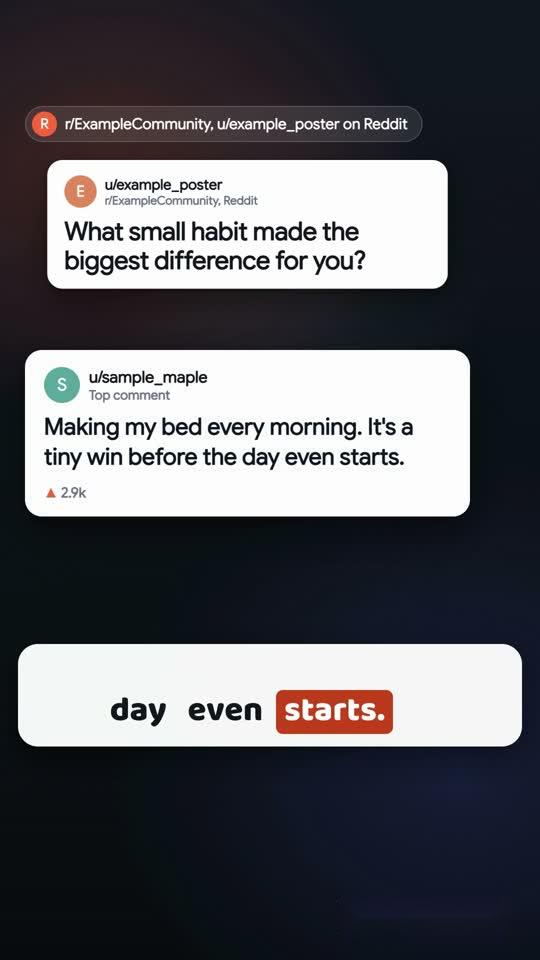 R r/ExampleCommunity, u/example_poster on Reddit
E u/example_poster
r/ExampleCommunity, Reddit
What small habit made the
biggest difference for you?
S u/sample_maple
Top comment
Making my bed every morning. It's a
tiny win before the day even starts.
▲ 2.9k
day even starts.